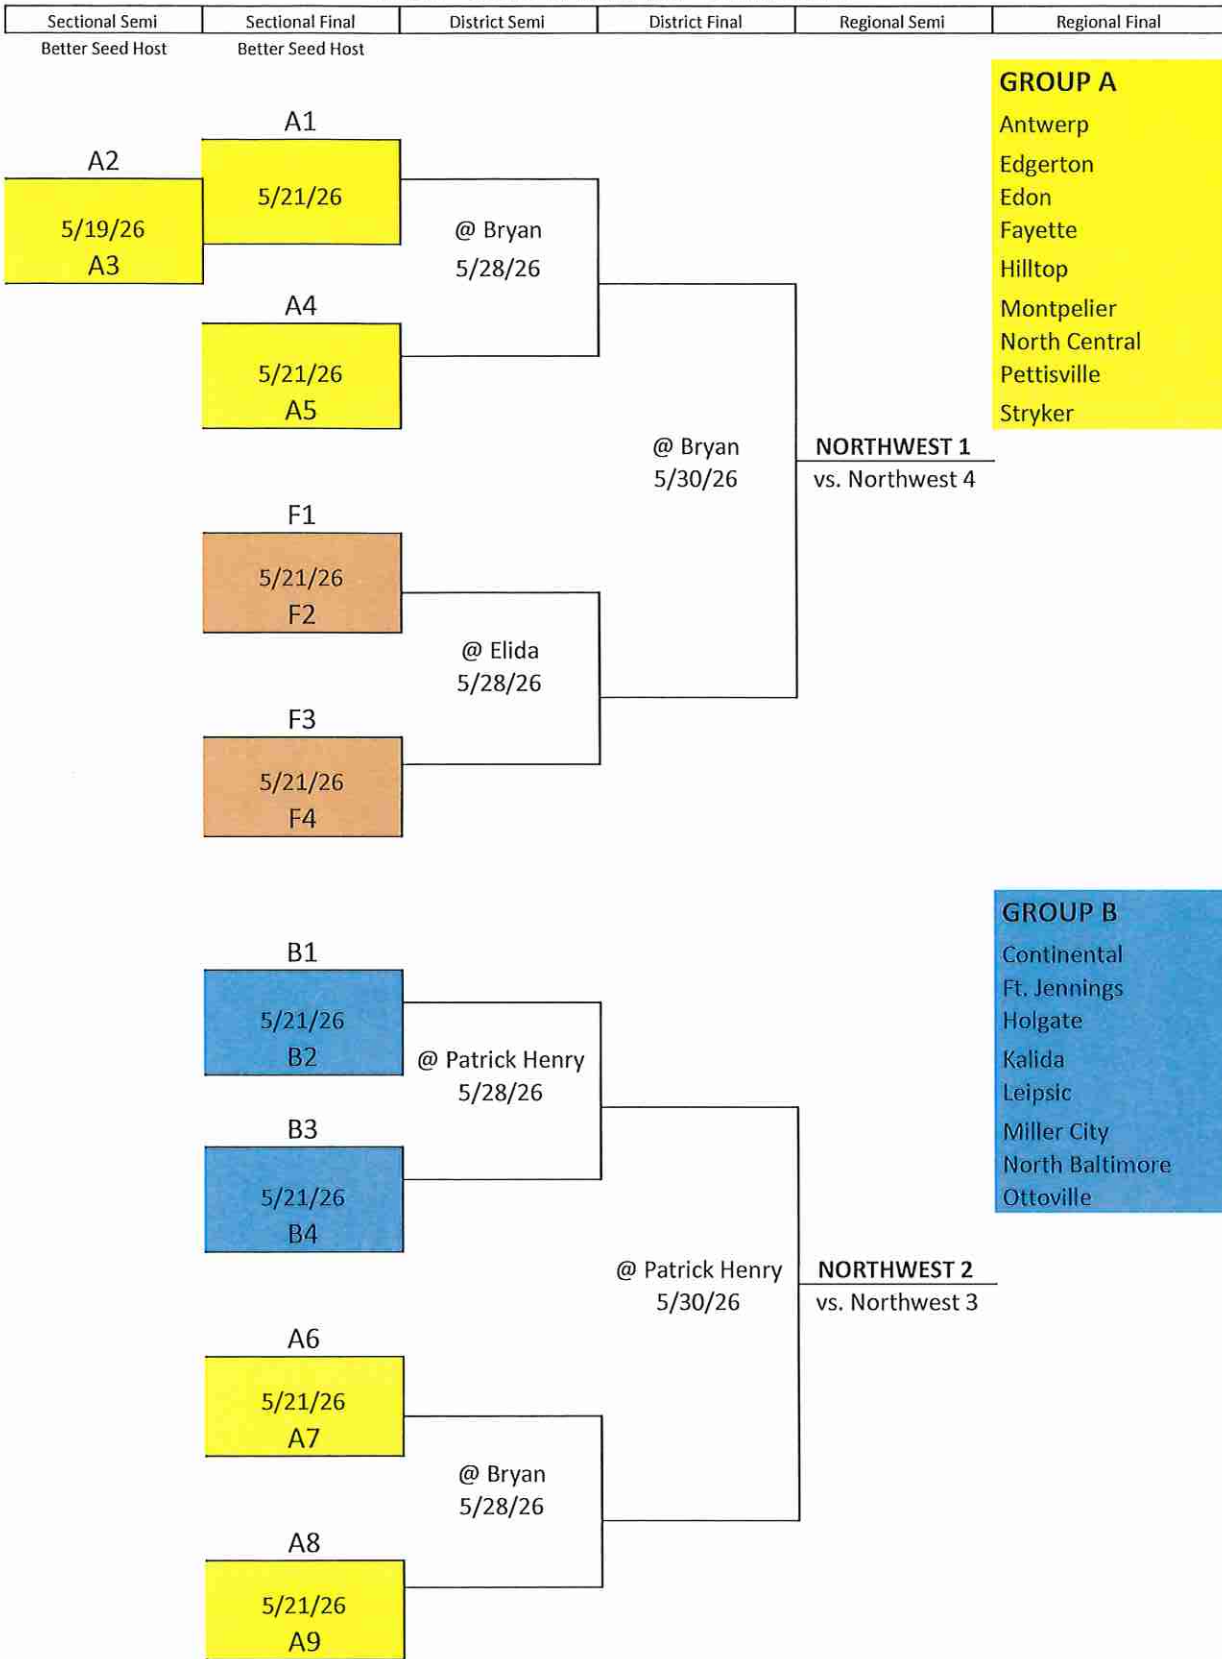 Sectional Semi
Sectional Final
District Semi
District Final
Regional Semi
Regional Final
Better Seed Host
Better Seed Host
GROUP A
Antwerp
Edgerton
Edon
Fayette
Hilltop
Montpelier
North Central
Pettisville
Stryker
A1
5/21/26
A2
5/19/26
A3
@ Bryan
5/28/26
A4
5/21/26
A5
@ Bryan
5/30/26
NORTHWEST 1
vs. Northwest 4
F1
5/21/26
F2
@ Elida
5/28/26
F3
5/21/26
F4
GROUP B
Continental
Ft. Jennings
Holgate
Kalida
Leipsic
Miller City
North Baltimore
Ottoville
B1
5/21/26
B2
@ Patrick Henry
5/28/26
B3
5/21/26
B4
@ Patrick Henry
5/30/26
NORTHWEST 2
vs. Northwest 3
A6
5/21/26
A7
@ Bryan
5/28/26
A8
5/21/26
A9